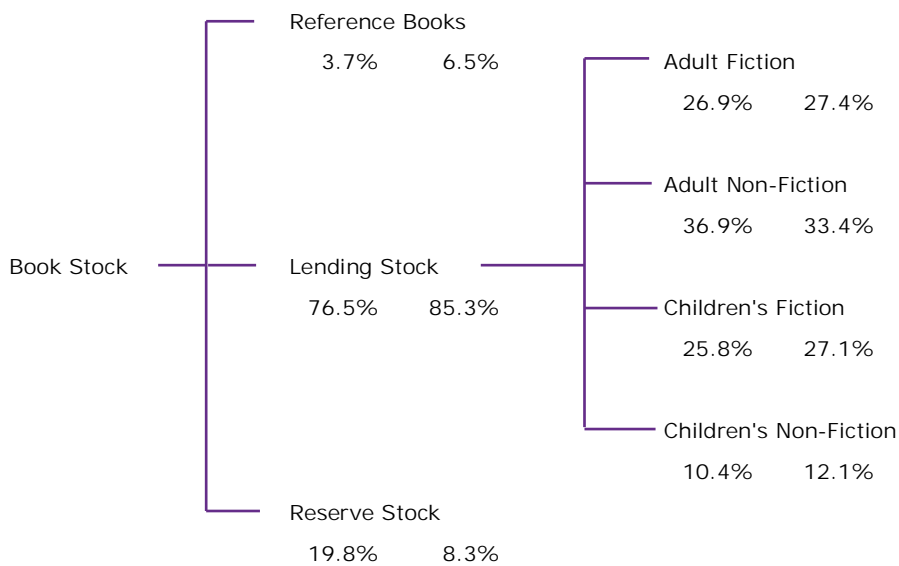 Reference Books
3.7% 6.5%
Adult Fiction
26.9% 27.4%
Adult Non-Fiction
36.9% 33.4%
Book Stock
Lending Stock
76.5% 85.3%
Children's Fiction
25.8% 27.1%
Children's Non-Fiction
10.4% 12.1%
Reserve Stock
19.8% 8.3%